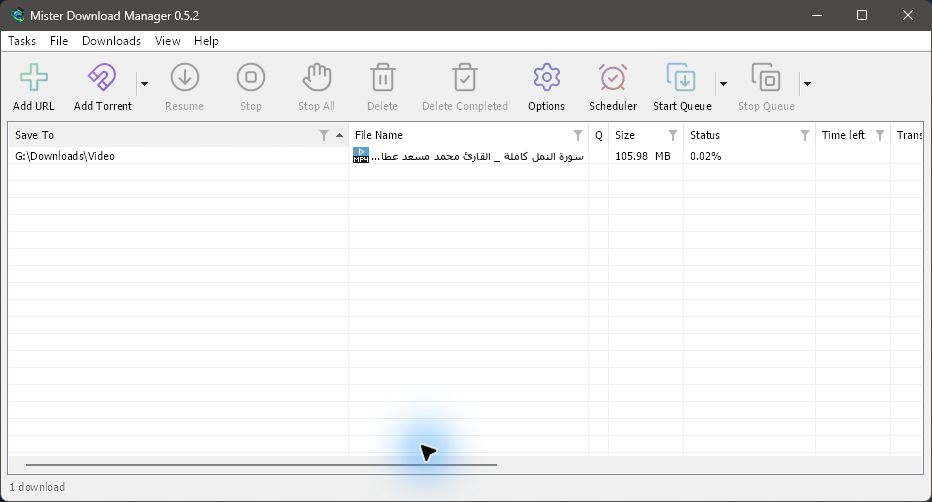 Mister Download Manager 0.5.2
Tasks File Downloads View Help
Add URL Add Torrent Resume Stop Stop All Delete Delete Completed Options Scheduler Start Queue Stop Queue
Save To File Name Q Size Status Time left Trans
G:\Downloads\Video MP4 سورة النمل كاملة _ القارئ محمد مسعد عطا... 105.98 MB 0.02%
1 download